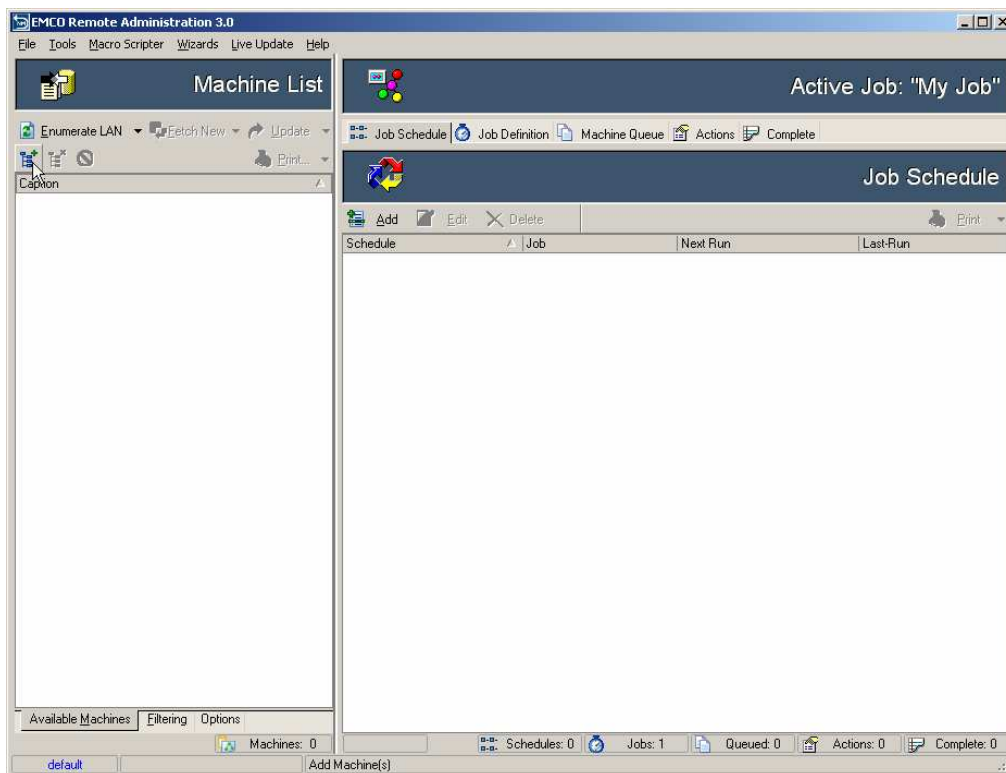 EMCO Remote Administration 3.0
File Tools Macro Scripter Wizards Live Update Help
Machine List
Enumerate LAN Fetch New Update
Print...
Caption
Available Machines Filtering Options
Machines: 0
Active Job: "My Job"
Job Schedule Job Definition Machine Queue Actions Complete
Job Schedule
Add Edit Delete Print
Schedule Job Next Run Last-Run
Schedules: 0 Jobs: 1 Queued: 0 Actions: 0 Complete: 0
default Add Machine(s)